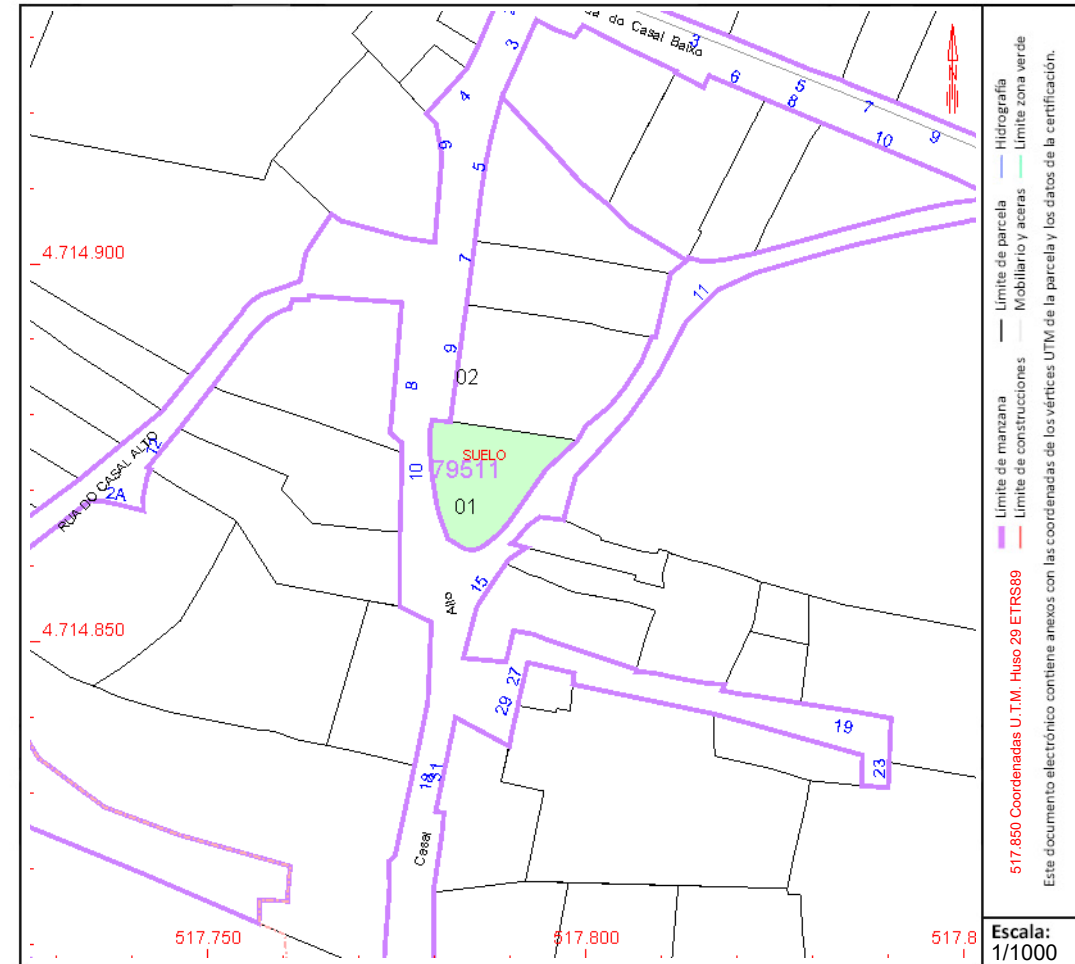 da do Casal Baixo
3
3
6
5
8
7
10
9
4
9
5
4.714.900
7
11
9
02
8
RUA DO CASAL ALTO
12
2A
10
SUELO
79511
01
Alto
15
4.714.850
27
29
19
23
31
Casal
517.750
517.800
517.8
Límite de manzana
Límite de parcela
Hidrografía
Límite de construcciones
Mobiliario y aceras
Límite zona verde
517.850 Coordenadas U.T.M. Huso 29 ETRS89
Este documento electrónico contiene anexos con las coordenadas de los vértices UTM de la parcela y los datos de la certificación.
Escala:
1/1000